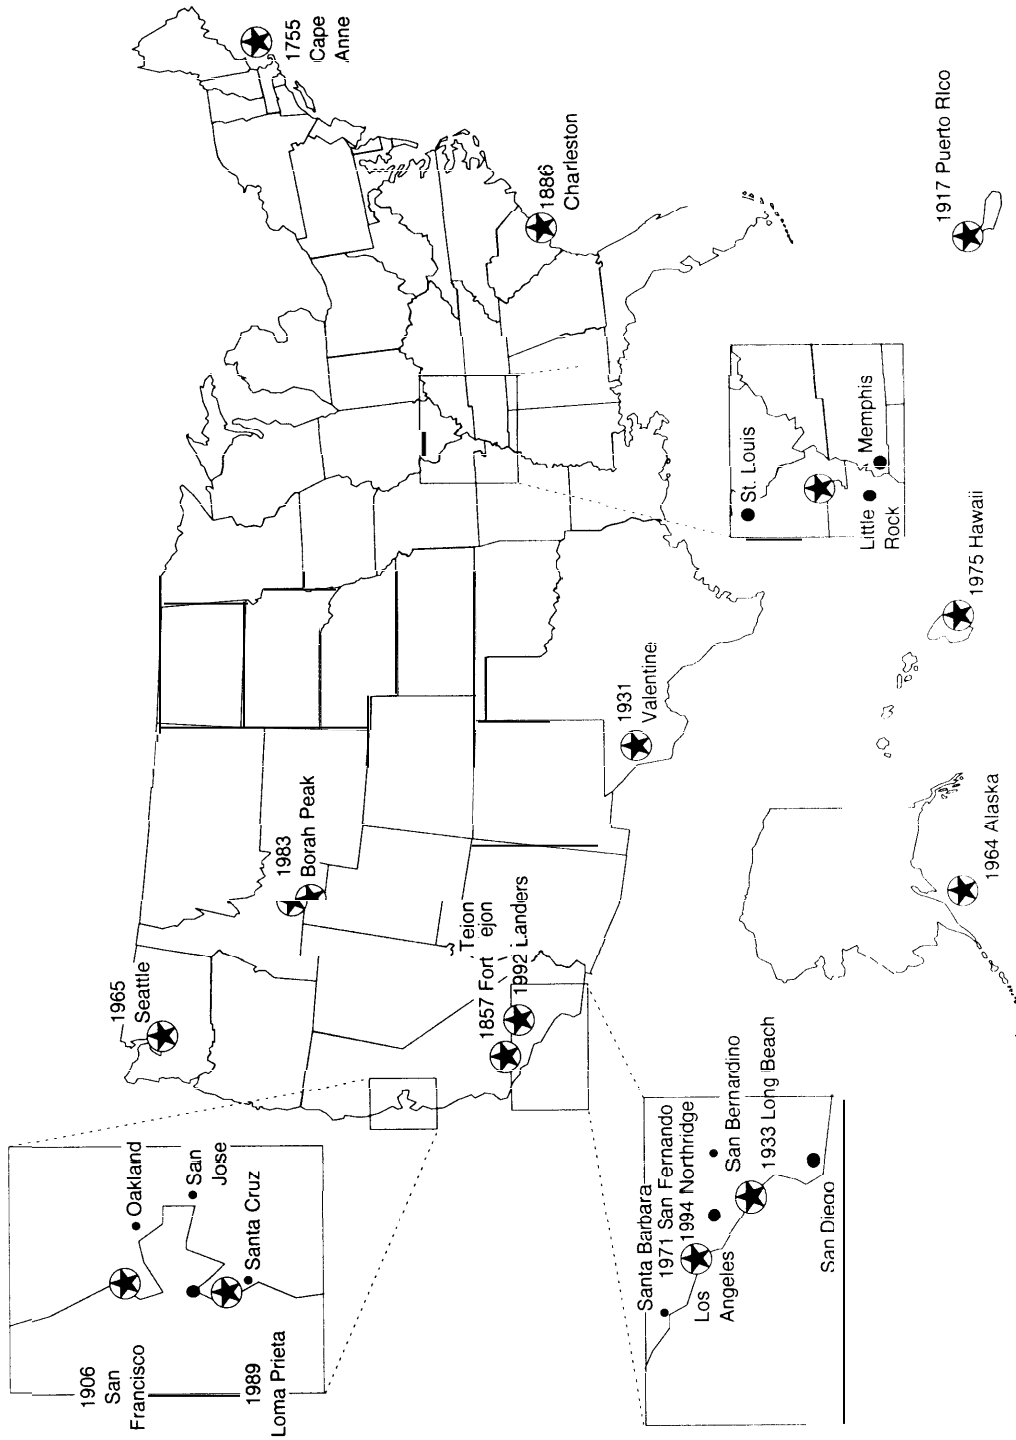 1906
San
Francisco
1989
Loma Prieta
Oakland
San
Jose
Santa Cruz
1965
Seattle
1983
Borah Peak
Teion
1857 Fort ejon
1992 Landers
1755
Cape
Anne
1886
Charleston
1931
Valentine
Santa Barbara
1971 San Fernando
1994 Northridge
Los
Angeles
San Bernardino
1933 Long Beach
San Diego
St. Louis
Little
Rock
Memphis
1964 Alaska
1975 Hawaii
1917 Puerto RIco